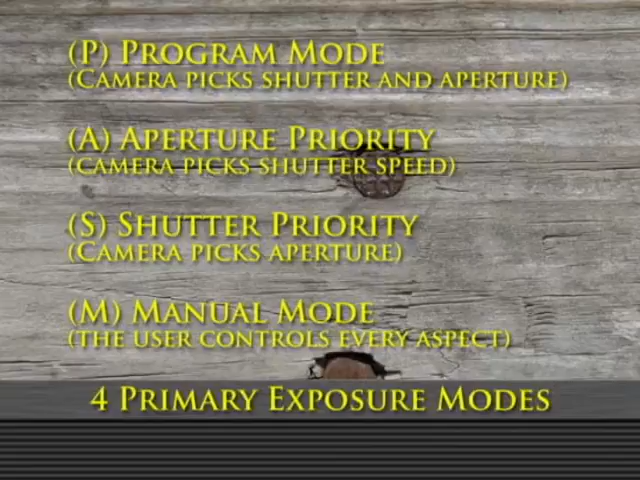 (P) Program Mode
(Camera picks shutter and aperture)
(A) Aperture Priority
(camera picks shutter speed)
(S) Shutter Priority
(Camera picks aperture)
(M) Manual Mode
(the user controls every aspect)
4 Primary Exposure Modes